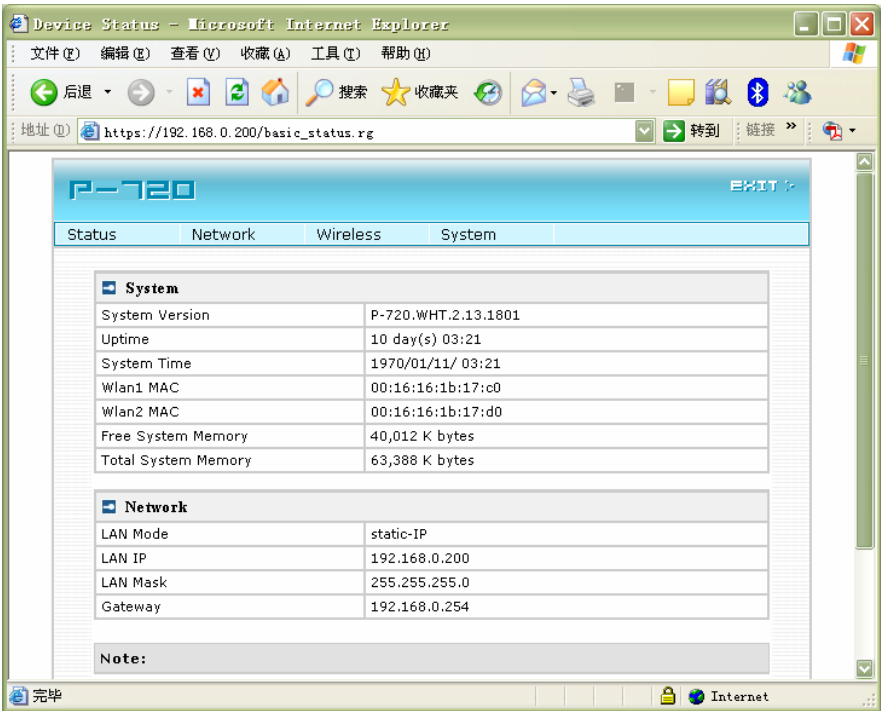 Device Status - Microsoft Internet Explorer
文件(F) 编辑(E) 查看(V) 收藏(A) 工具(T) 帮助(H)
后退 搜索 收藏夹
地址(D) https://192.168.0.200/basic_status.rg 转到 链接 »
P-720 EXIT
Status Network Wireless System
System
System Version P-720.WHT.2.13.1801
Uptime 10 day(s) 03:21
System Time 1970/01/11/ 03:21
Wlan1 MAC 00:16:16:1b:17:c0
Wlan2 MAC 00:16:16:1b:17:d0
Free System Memory 40,012 K bytes
Total System Memory 63,388 K bytes
Network
LAN Mode static-IP
LAN IP 192.168.0.200
LAN Mask 255.255.255.0
Gateway 192.168.0.254
Note:
完毕 Internet